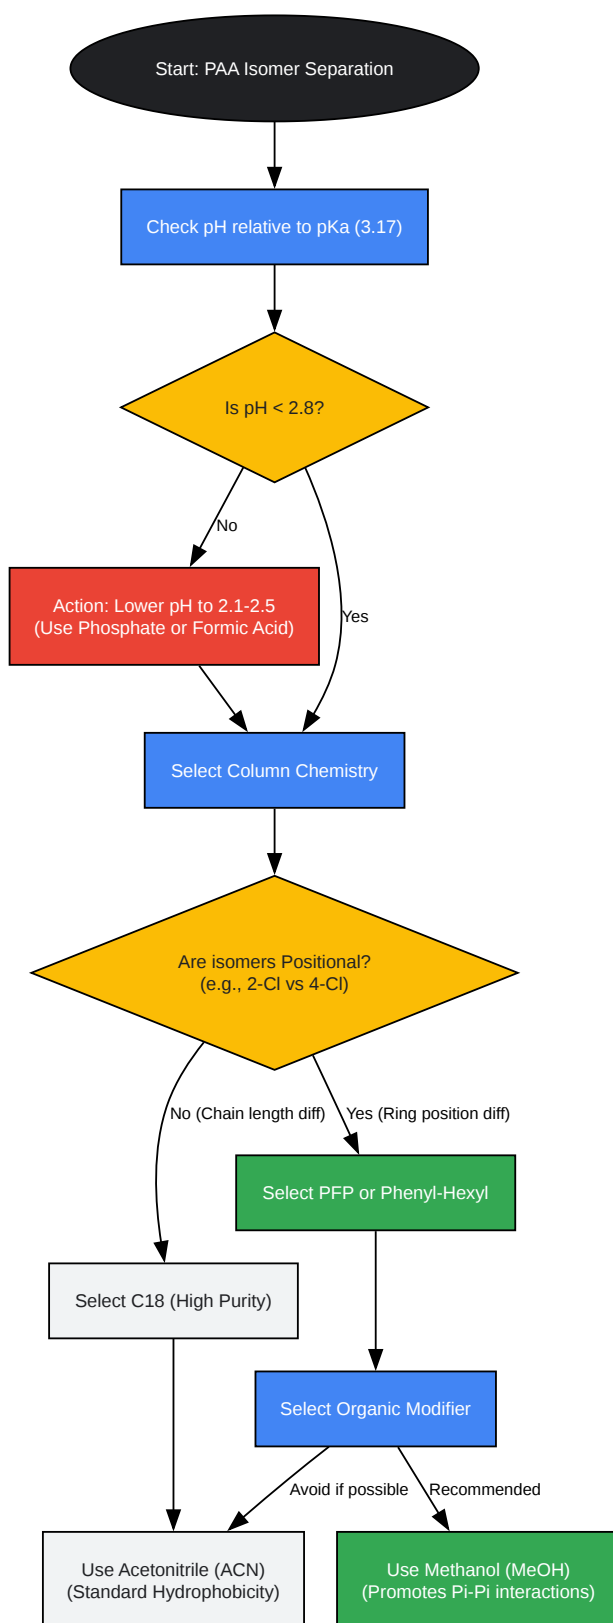 Start: PAA Isomer Separation
Check pH relative to pKa (3.17)
Is pH < 2.8?
No
Yes
Action: Lower pH to 2.1-2.5
(Use Phosphate or Formic Acid)
Select Column Chemistry
Are isomers Positional?
(e.g., 2-Cl vs 4-Cl)
No (Chain length diff)
Yes (Ring position diff)
Select PFP or Phenyl-Hexyl
Select C18 (High Purity)
Select Organic Modifier
Avoid if possible
Recommended
Use Acetonitrile (ACN)
(Standard Hydrophobicity)
Use Methanol (MeOH)
(Promotes Pi-Pi interactions)